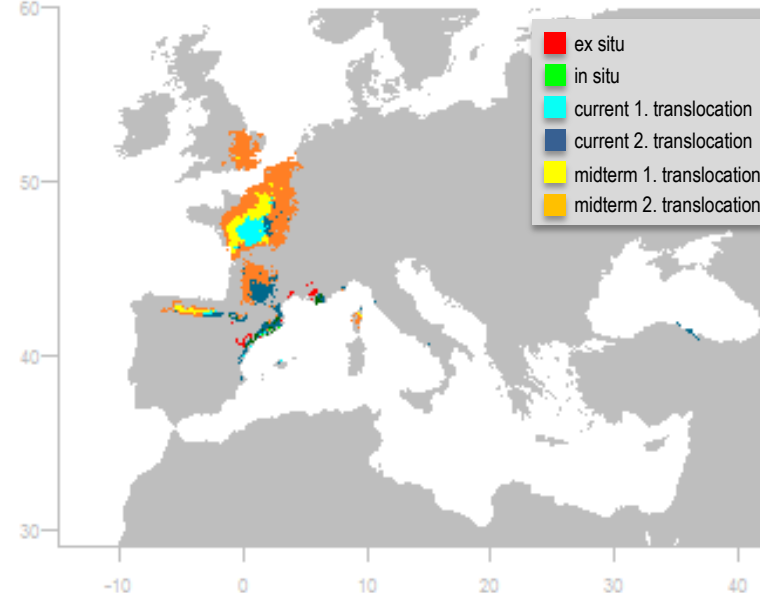 60
ex situ
in situ
current 1. translocation
current 2. translocation
midterm 1. translocation
midterm 2. translocation
50
40
30
-10 0 10 20 30 40